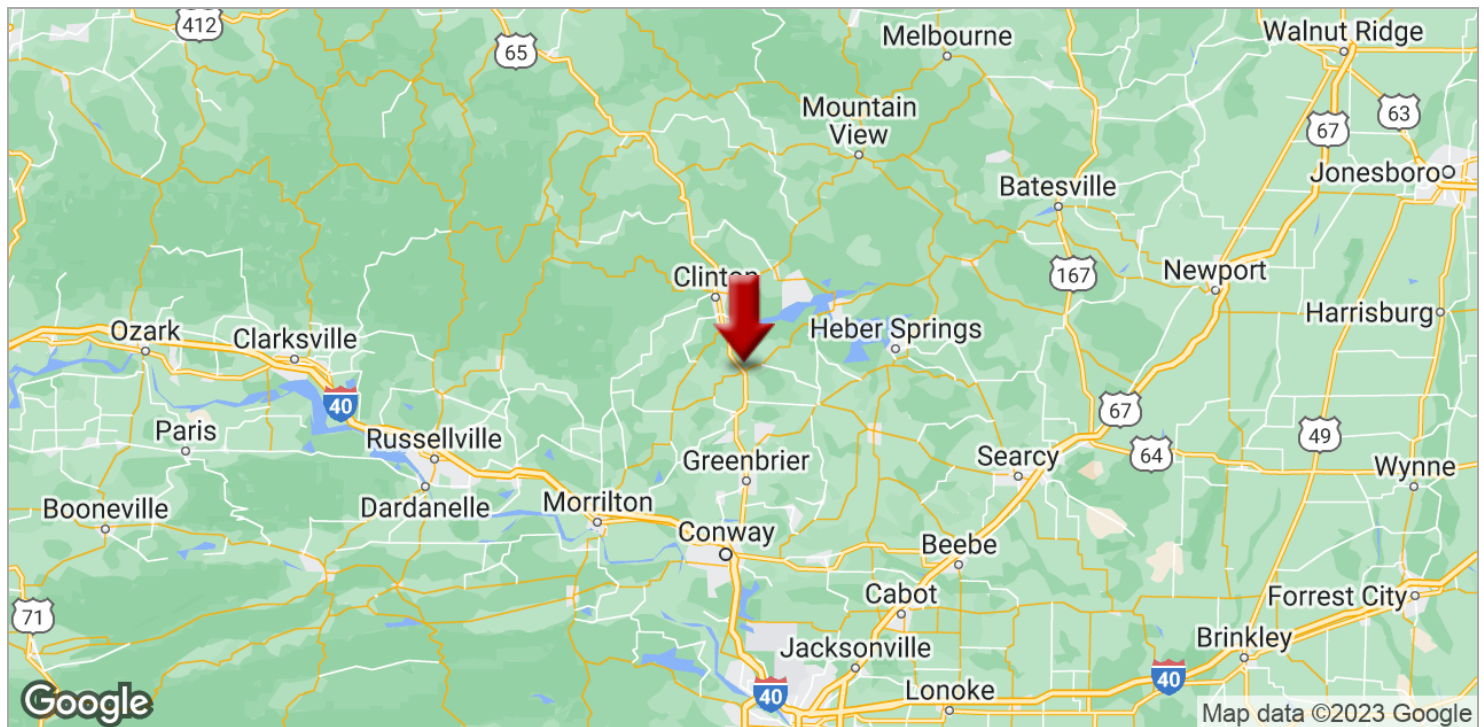 412
65
Melbourne
Walnut Ridge
63
67
Mountain
View
Jonesboro
Batesville
167
Newport
Clinton
Harrisburg
Ozark
Clarksville
Heber Springs
40
67
Paris
Russellville
49
Searcy
64
Greenbrier
Wynne
Booneville
Dardanelle
Morrilton
Conway
Beebe
Cabot
Forrest City
71
Brinkley
Jacksonville
40
40
Lonoke
Google
Map data ©2023 Google